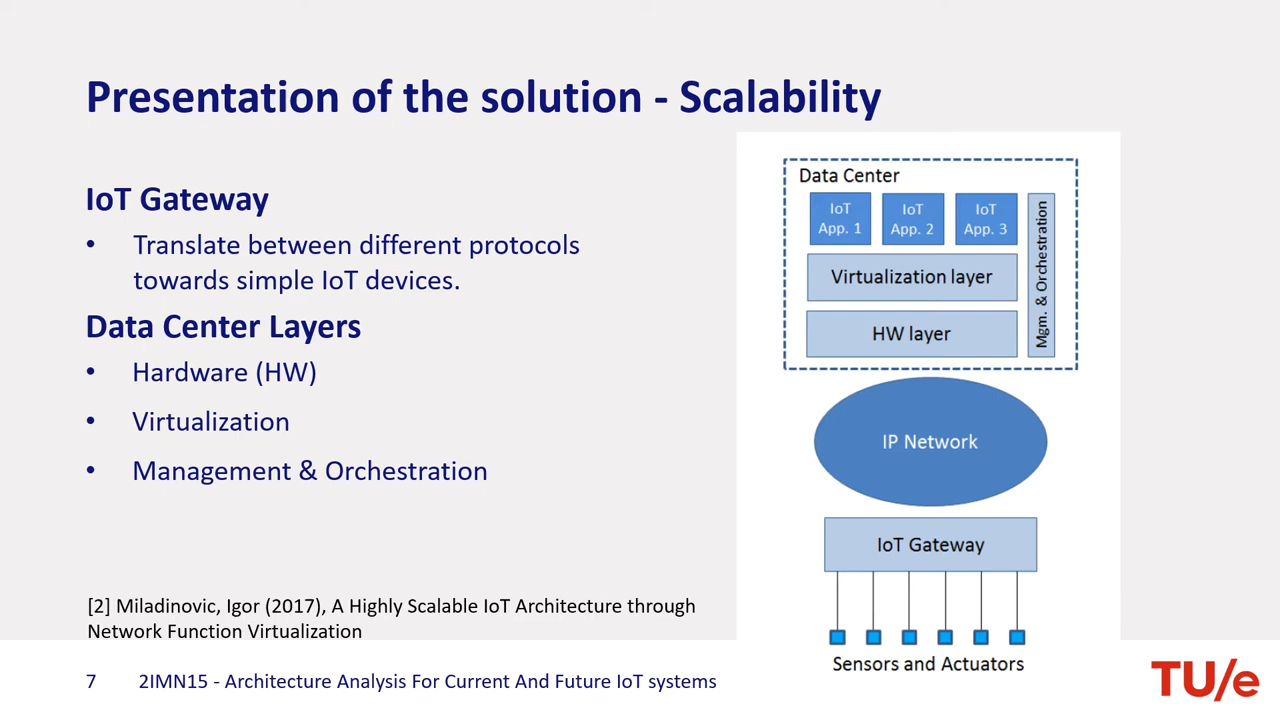 Presentation of the solution - Scalability
IoT Gateway
• Translate between different protocols
towards simple IoT devices.
Data Center Layers
• Hardware (HW)
• Virtualization
• Management & Orchestration
[2] Miladinovic, Igor (2017), A Highly Scalable IoT Architecture through
Network Function Virtualization
Data Center
IoT
App. 1
IoT
App. 2
IoT
App. 3
Mgm. & Orchestration
Virtualization layer
HW layer
IP Network
IoT Gateway
Sensors and Actuators
7 2IMN15 - Architecture Analysis For Current And Future IoT systems
TU/e